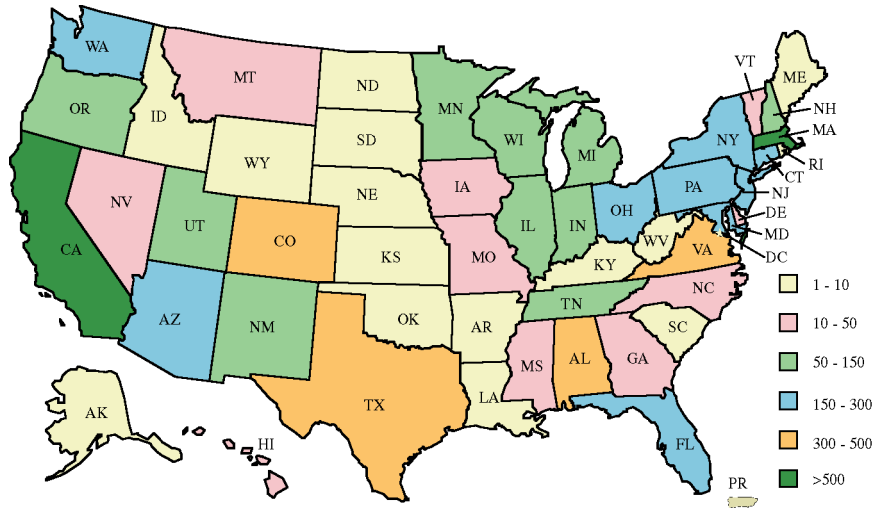 WA
VT
ME
MT
ND
MN
OR
NH
ID
MA
SD
WI
NY
MI
WY
RI
CT
NE
IA
PA
NJ
NV
OH
DE
UT
IL
IN
CA
CO
WV
MD
VA
KS
MO
KY
DC
1 - 10
NC
TN
AZ
OK
NM
AR
SC
10 - 50
MS
AL
GA
50 - 150
LA
TX
150 - 300
AK
HI
FL
300 - 500
PR
>500